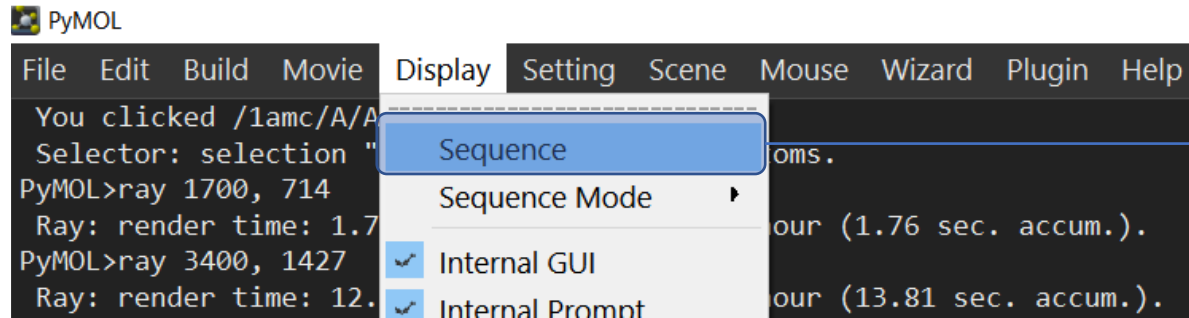 PyMOL
File Edit Build Movie Display Setting Scene Mouse Wizard Plugin Help
You clicked /1amc/A/A
Sequence
Selector: selection " oms.
PyMOL>ray 1700, 714
Sequence Mode
Ray: render time: 1.7 our (1.76 sec. accum.).
PyMOL>ray 3400, 1427
Internal GUI
Ray: render time: 12. our (13.81 sec. accum.).
Internal Prompt